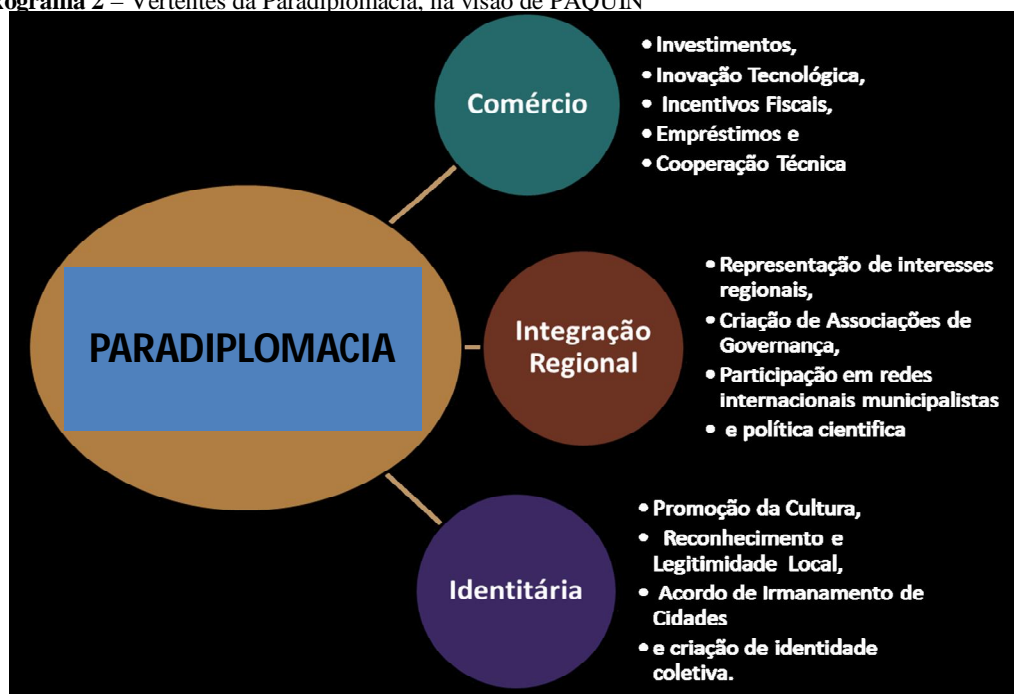 ograma 2 – Vertentes da Paradiplomacia, na visão de PAQUIN
Comércio
• Investimentos,
• Inovação Tecnológica,
• Incentivos Fiscais,
• Empréstimos e
• Cooperação Técnica
PARADIPLOMACIA
Integração
Regional
• Representação de interesses
regionais,
• Criação de Associações de
Governança,
• Participação em redes
internacionais municipalistas
• e política cientifica
Identitária
• Promoção da Cultura,
• Reconhecimento e
Legitimidade Local,
• Acordo de Irmanamento de
Cidades
• e criação de identidade
coletiva.